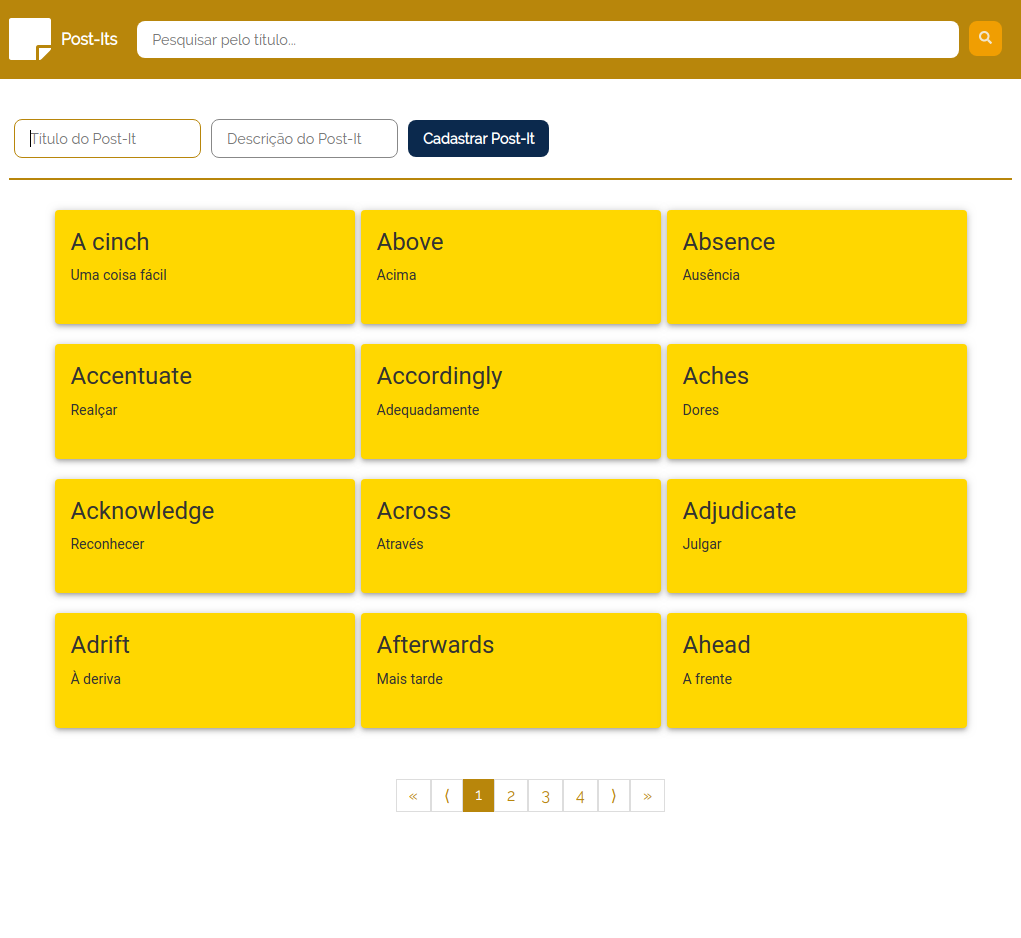 Post-Its
Pesquisar pelo título...
Título do Post-It
Descrição do Post-It
Cadastrar Post-It
A cinch
Uma coisa fácil
Above
Acima
Absence
Ausência
Accentuate
Realçar
Accordingly
Adequadamente
Aches
Dores
Acknowledge
Reconhecer
Across
Através
Adjudicate
Julgar
Adrift
À deriva
Afterwards
Mais tarde
Ahead
A frente
« ⟨ 1 2 3 4 ⟩ »